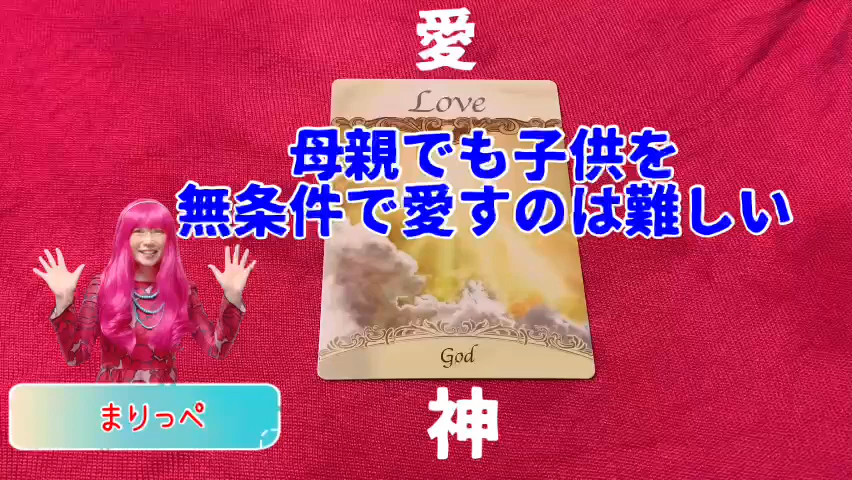 愛
Love
母親でも子供を
無条件で愛すのは難しい
God
まりっぺ
神